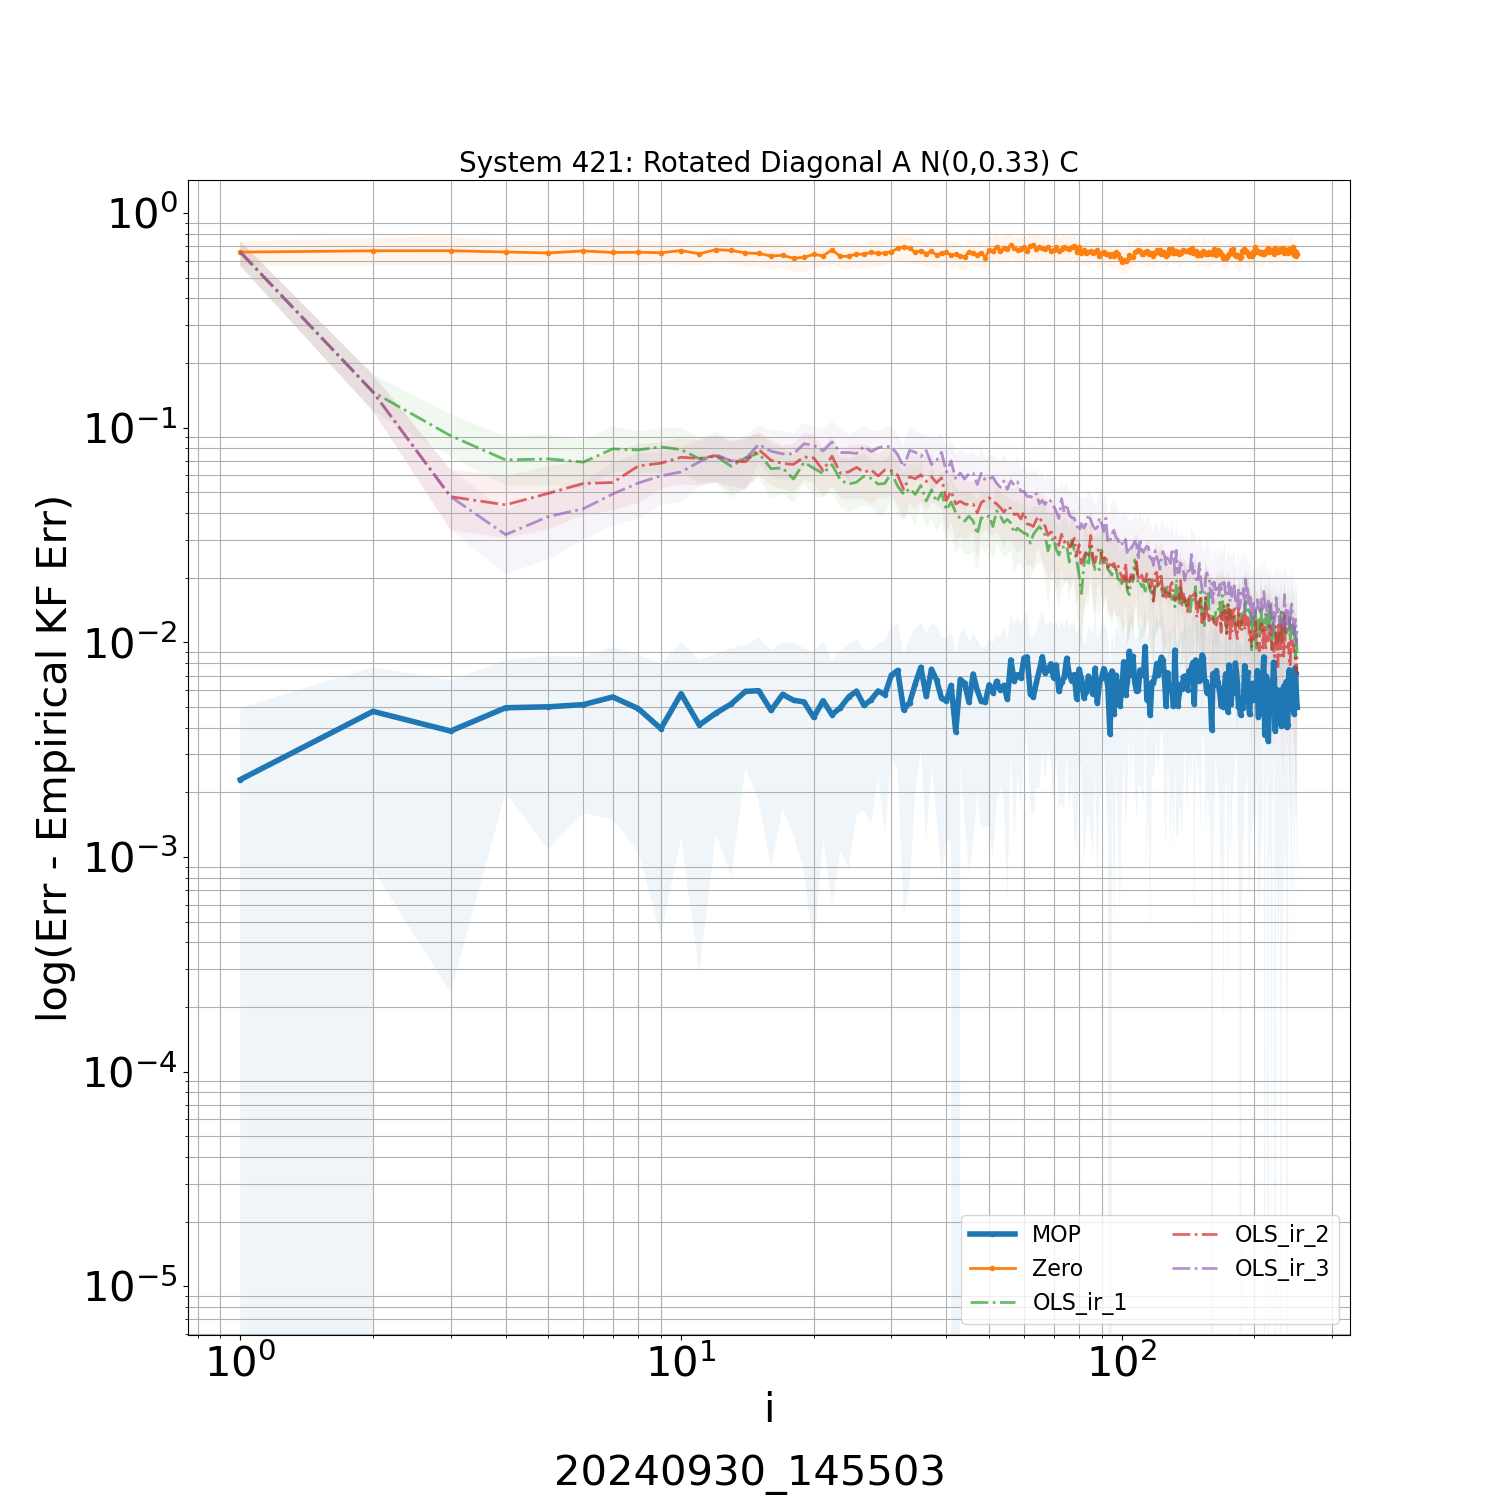 System 421: Rotated Diagonal A N(0,0.33) C
log(Err - Empirical KF Err)
10^0
10^-1
10^-2
10^-3
10^-4
10^-5
10^0
10^1
10^2
MOP
Zero
OLS_ir_1
OLS_ir_2
OLS_ir_3
i
20240930_145503